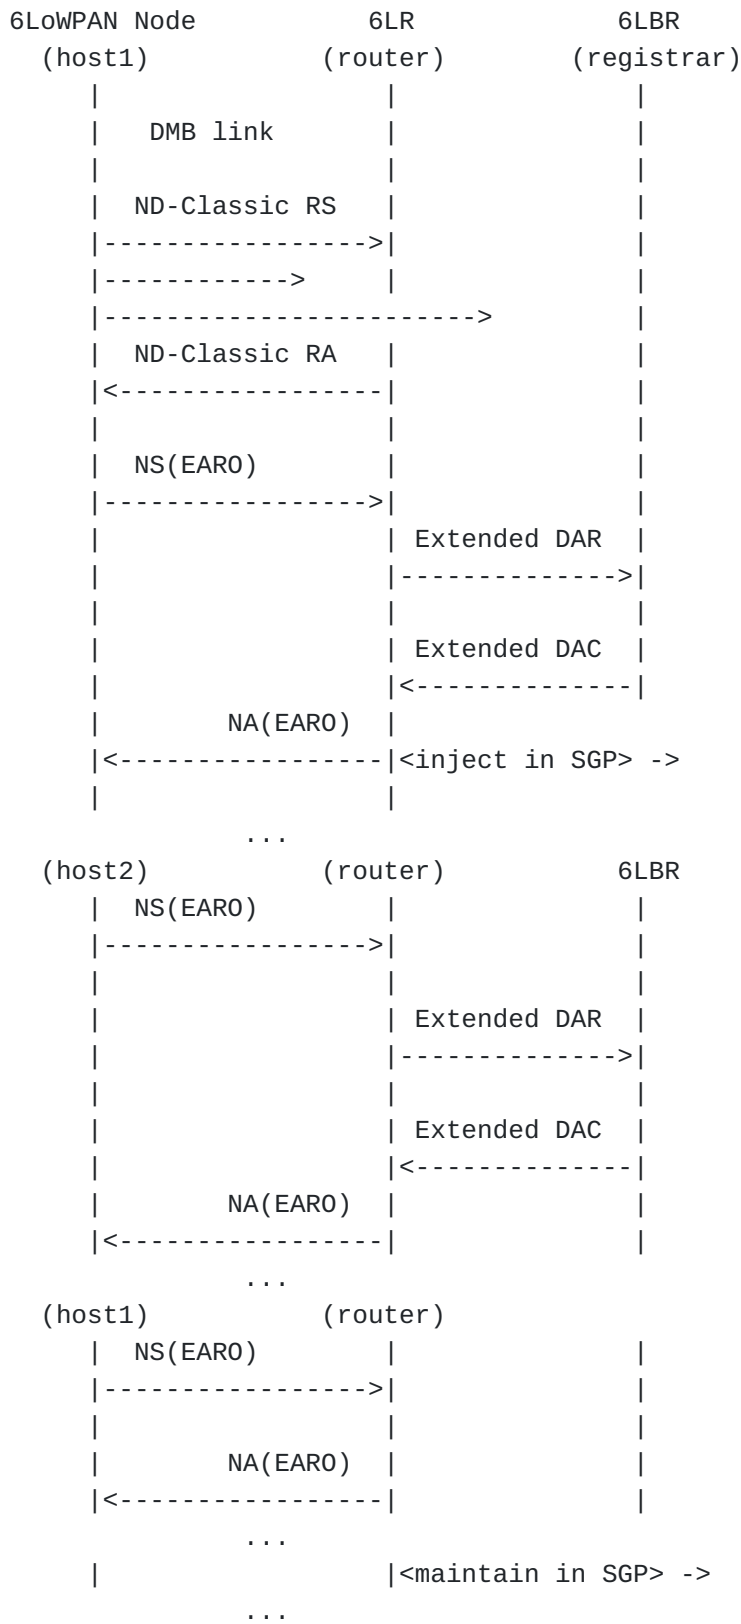 6LoWPAN Node           6LR             6LBR
  (host1)           (router)        (registrar)
     |                  |               |
     |   DMB link       |               |
     |                  |               |
     |  ND-Classic RS   |               |
     |----------------->|               |
     |------------>     |               |
     |------------------------>         |
     |  ND-Classic RA   |               |
     |<-----------------|               |
     |                  |               |
     |  NS(EARO)        |               |
     |----------------->|               |
     |                  | Extended DAR  |
     |                  |-------------->|
     |                  |               |
     |                  | Extended DAC  |
     |                  |<--------------|
     |        NA(EARO)  |
     |<-----------------|<inject in SGP> ->
     |                  |
               ...
  (host2)           (router)           6LBR
     |  NS(EARO)        |               |
     |----------------->|               |
     |                  |               |
     |                  | Extended DAR  |
     |                  |-------------->|
     |                  |               |
     |                  | Extended DAC  |
     |                  |<--------------|
     |        NA(EARO)  |               |
     |<-----------------|               |
               ...
  (host1)           (router)
     |  NS(EARO)        |               |
     |----------------->|               |
     |                  |               |
     |        NA(EARO)  |               |
     |<-----------------|               |
               ...
     |                  |<maintain in SGP> ->
               ...